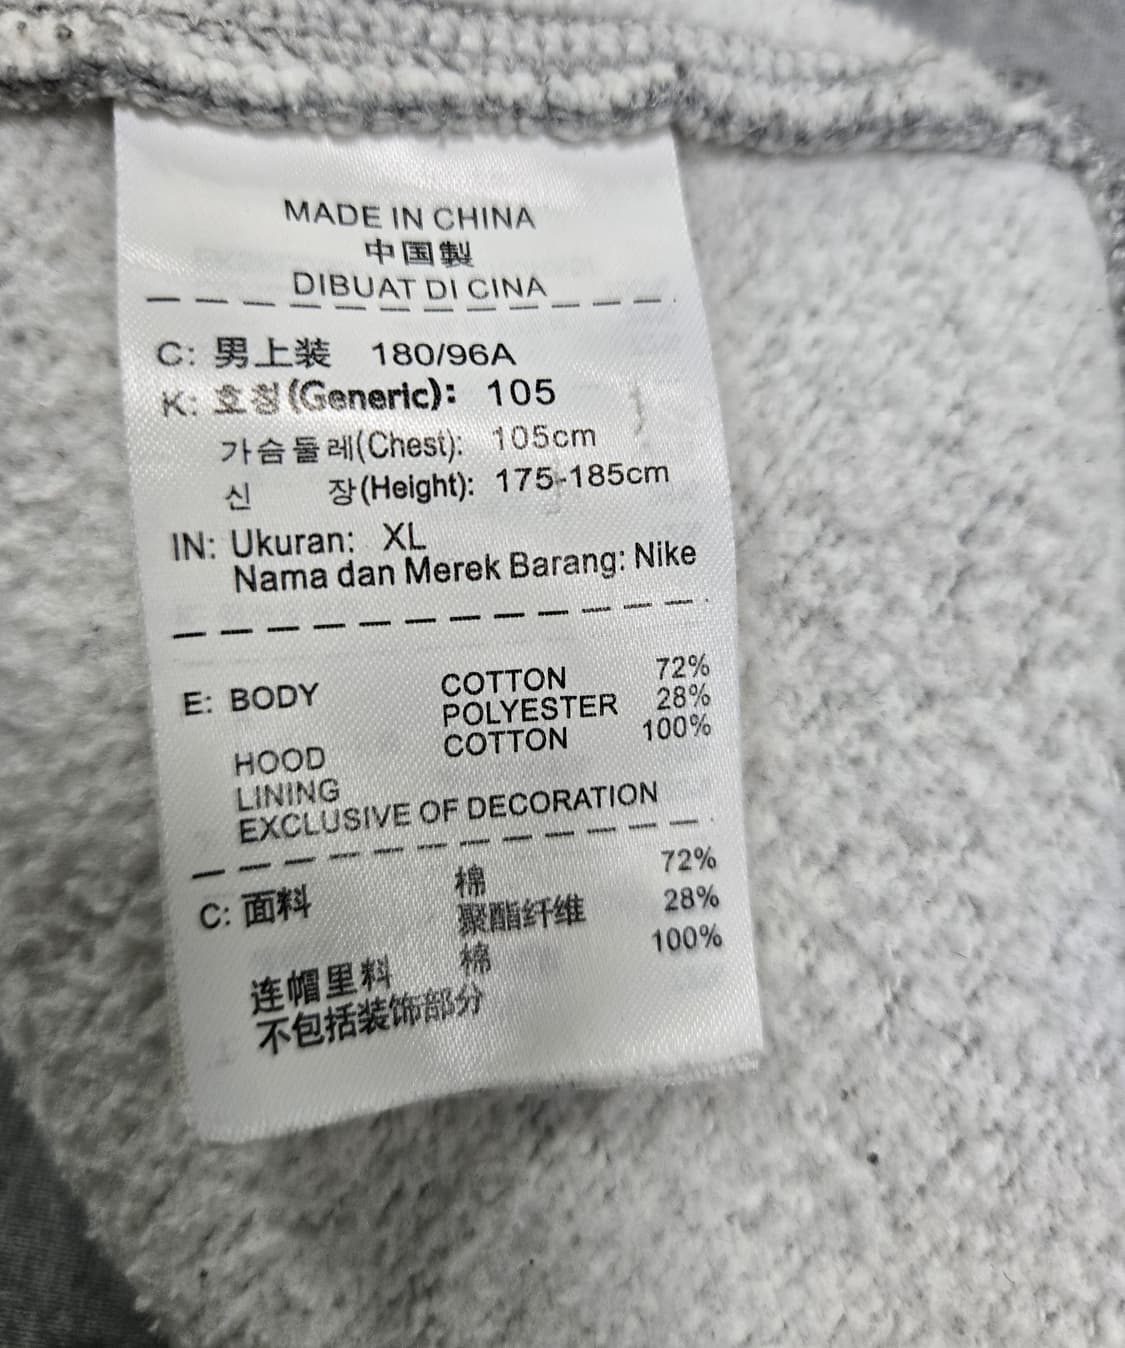 MADE IN CHINA
中国製
DIBUAT DI CINA
C: 男上装 180/96A
K: 호칭(Generic): 105
가슴둘레(Chest): 105cm
신 장(Height): 175-185cm
IN: Ukuran: XL
Nama dan Merek Barang: Nike
E: BODY COTTON 72%
POLYESTER 28%
HOOD COTTON 100%
LINING
EXCLUSIVE OF DECORATION
C: 面料 棉 72%
聚酯纤维 28%
连帽里料 棉 100%
不包括装饰部分